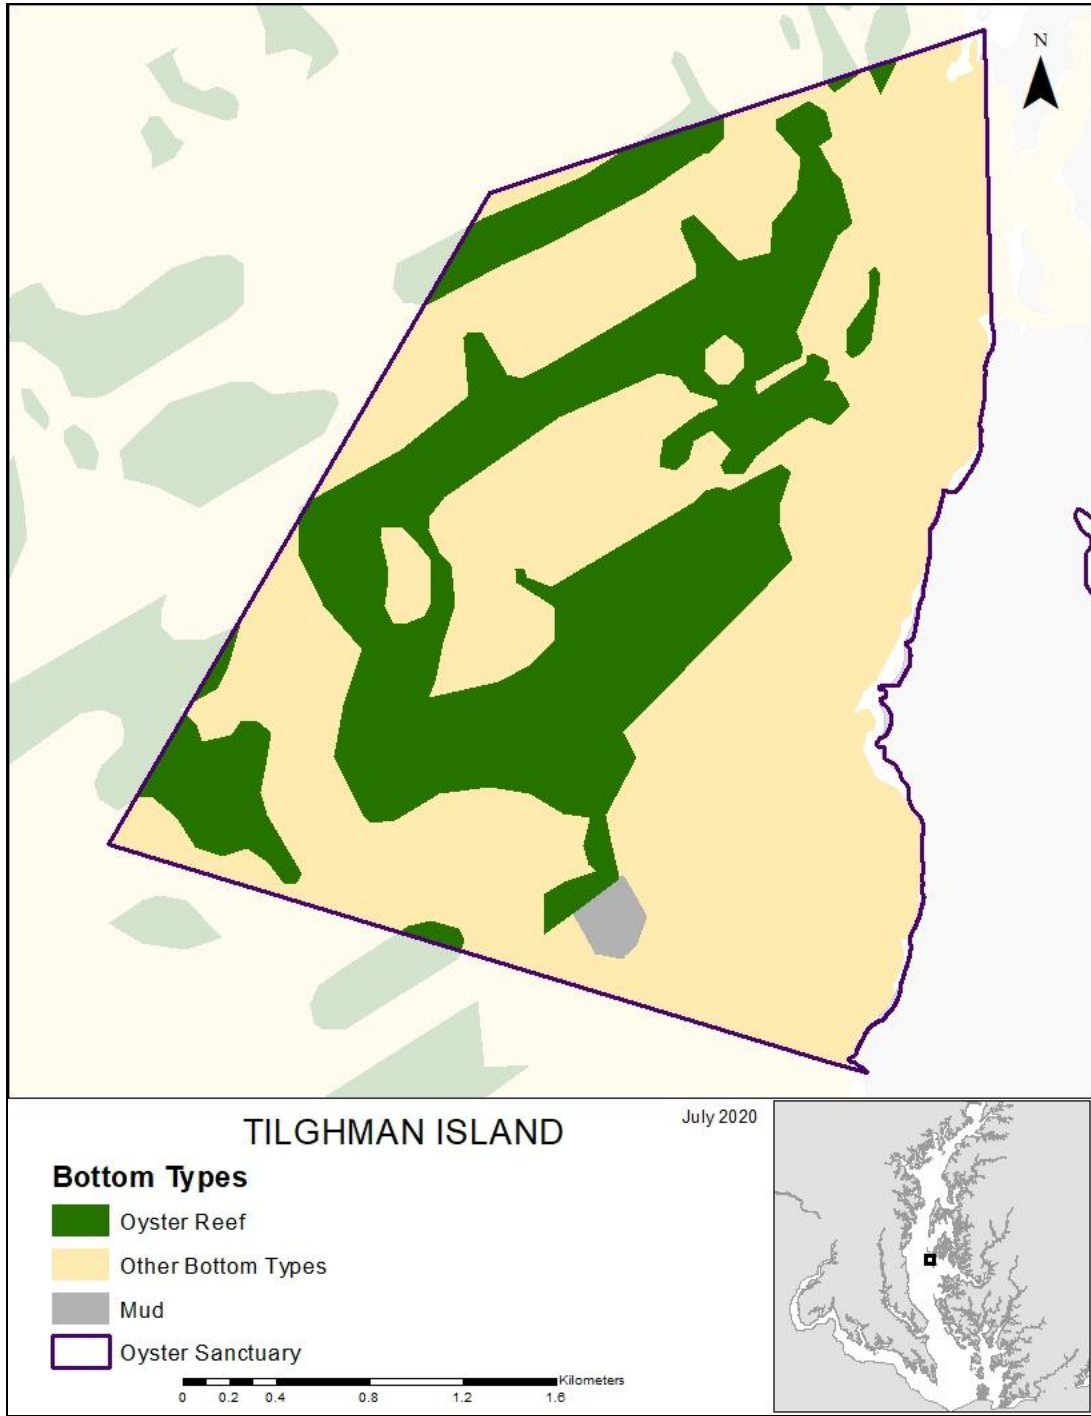 N
TILGHMAN ISLAND
July 2020
Bottom Types
Oyster Reef
Other Bottom Types
Mud
Oyster Sanctuary
Kilometers
0 0.2 0.4 0.8 1.2 1.6